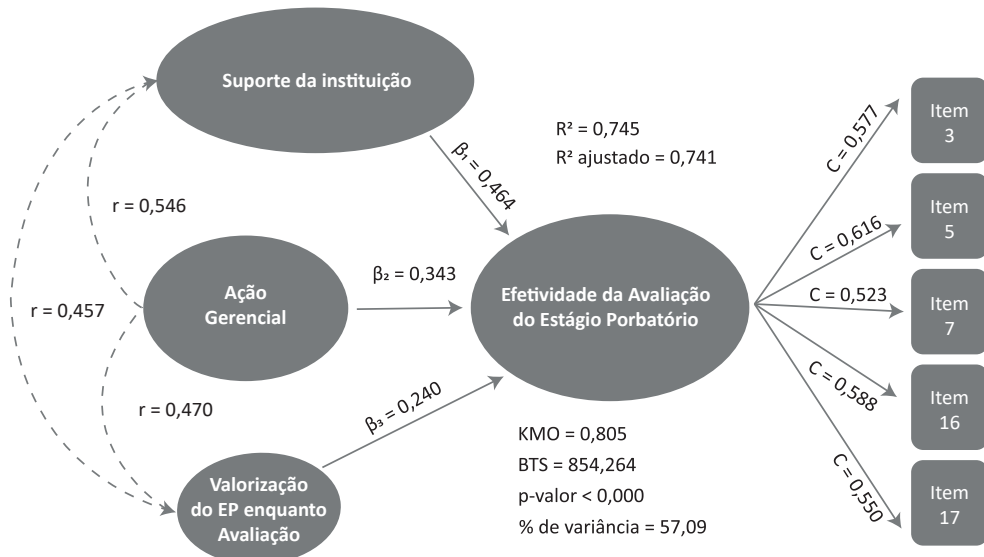 Suporte da instituição
R² = 0,745
R² ajustado = 0,741
β₁ = 0,464
r = 0,546
Ação
Gerencial
β₂ = 0,343
Efetividade da Avaliação
do Estágio Porbatório
r = 0,457
r = 0,470
β₃ = 0,240
Valorização
do EP enquanto
Avaliação
KMO = 0,805
BTS = 854,264
p-valor < 0,000
% de variância = 57,09
C = 0,577
Item
3
C = 0,616
Item
5
C = 0,523
Item
7
C = 0,588
Item
16
C = 0,550
Item
17